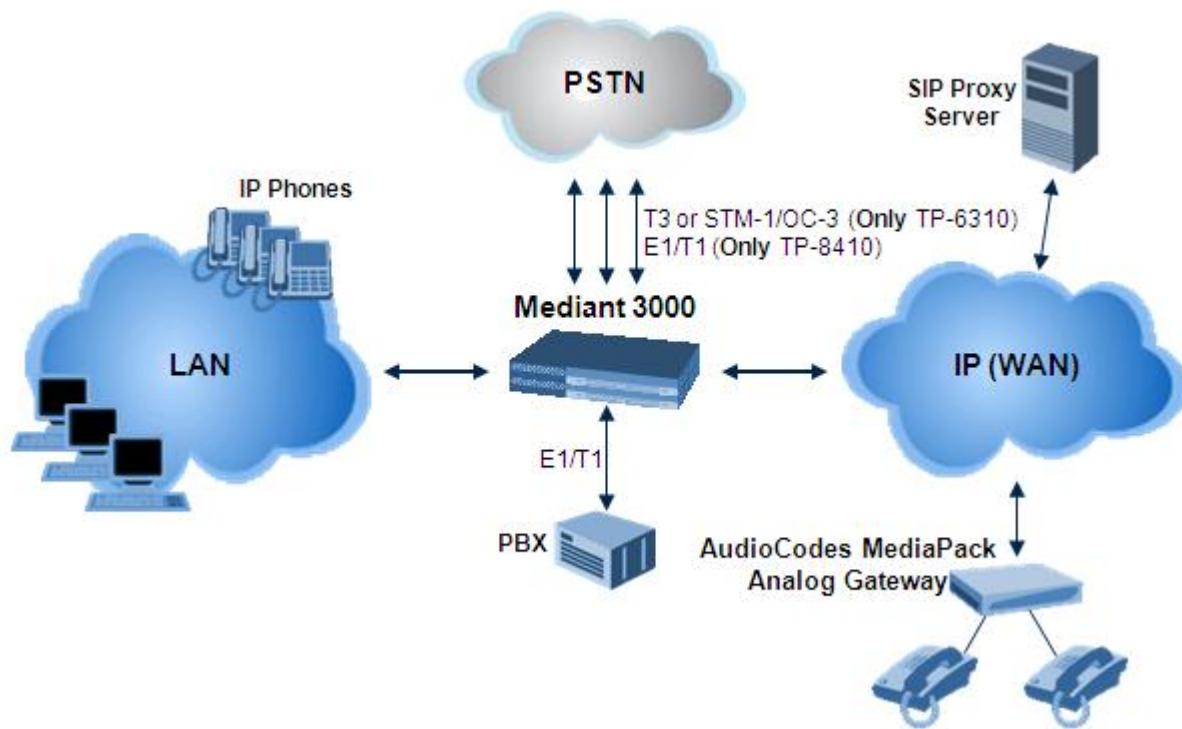 PSTN
SIP Proxy
Server
IP Phones
T3 or STM-1/OC-3 (Only TP-6310)
E1/T1 (Only TP-8410)
Mediant 3000
LAN
IP (WAN)
E1/T1
PBX
AudioCodes MediaPack
Analog Gateway